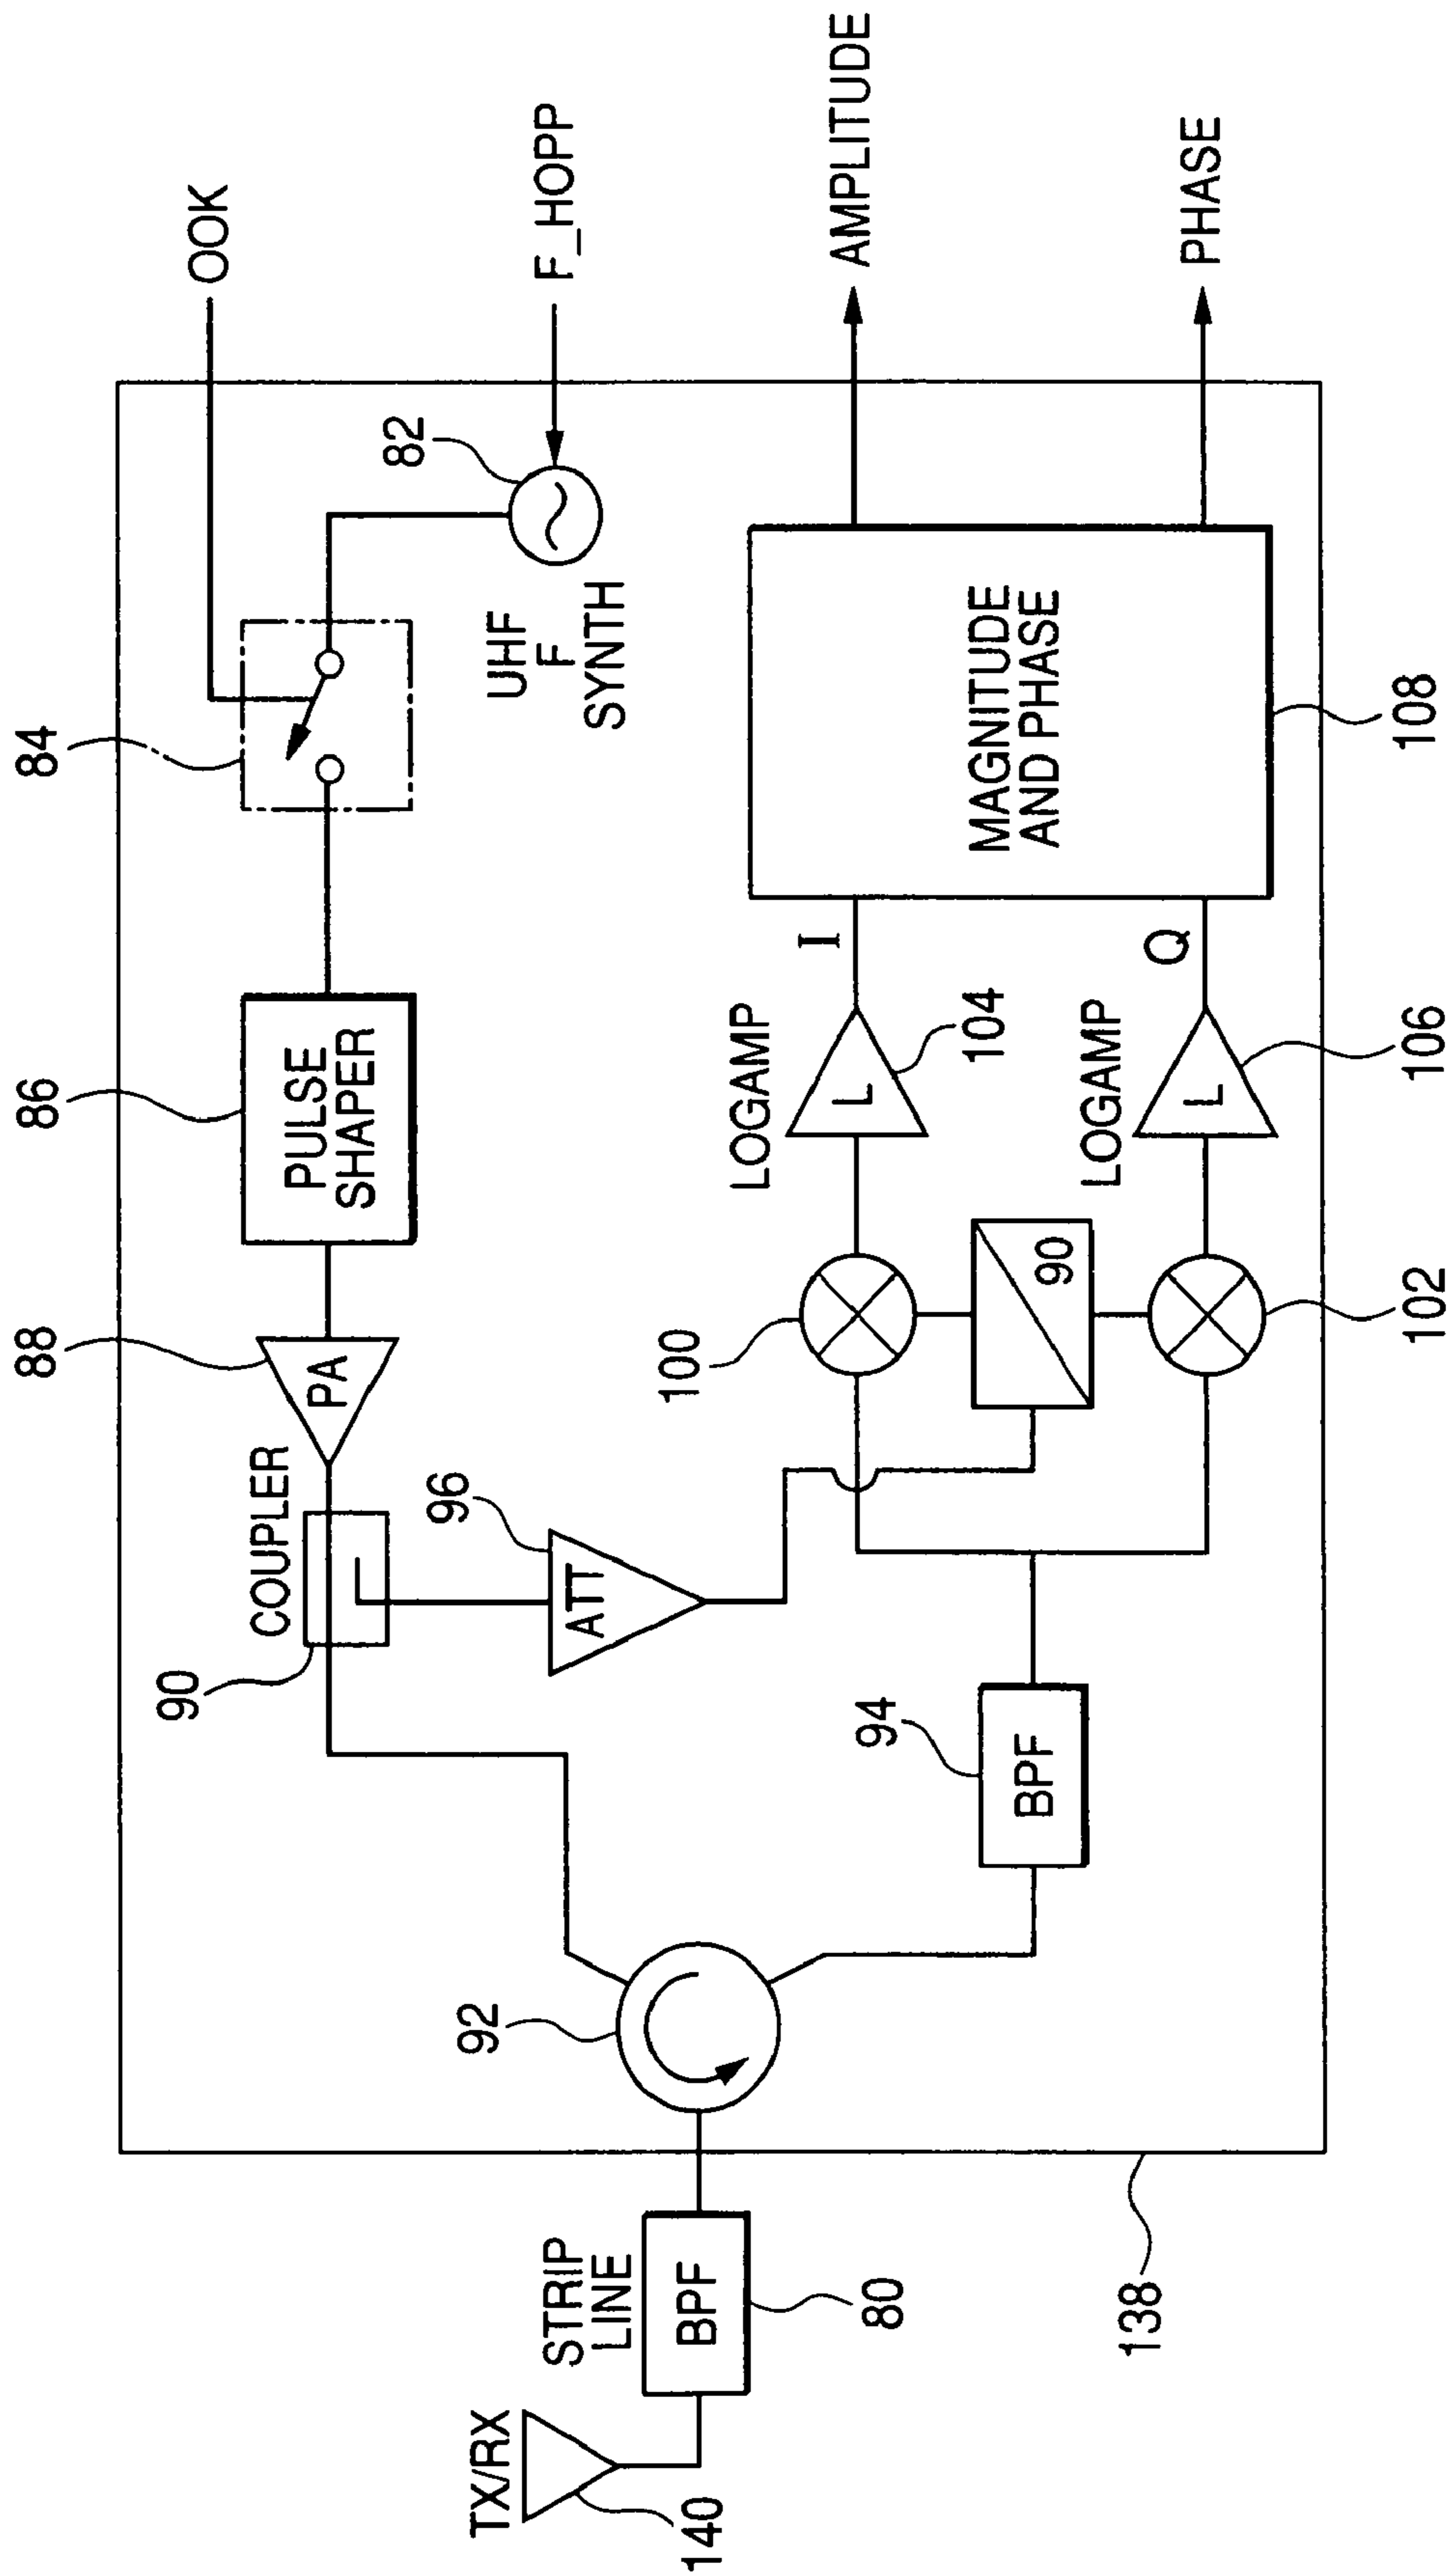 OOK
84
86
88
COUPLER
90
PULSE
SHAPER
PA
82
F_HOPP
UHF
F
SYNTH
96
ATT
92
TX/RX
140
STRIP
LINE
BPF
80
94
BPF
100
90
102
LOGAMP
L
104
I
LOGAMP
L
106
Q
MAGNITUDE
AND PHASE
108
AMPLITUDE
PHASE
138